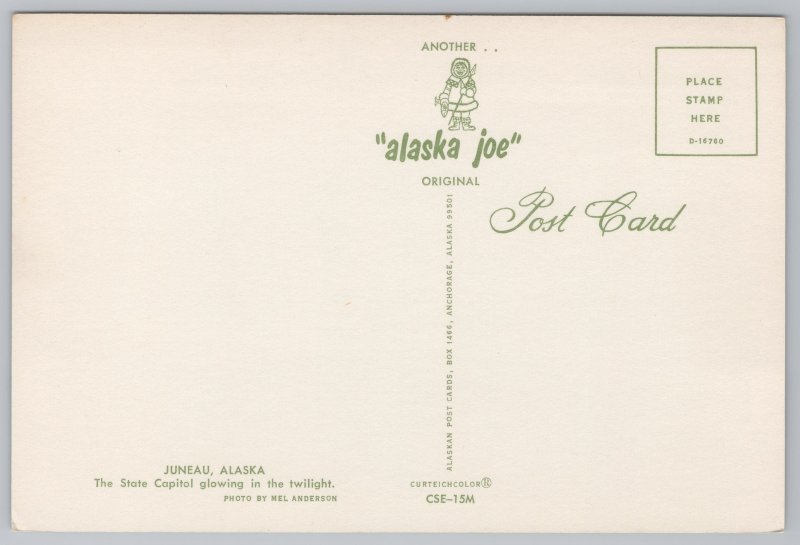 ANOTHER . .
"alaska joe"
ORIGINAL
PLACE
STAMP
HERE
D-16760
Post Card
ALASKAN POST CARDS, BOX 1466, ANCHORAGE, ALASKA 99501
JUNEAU, ALASKA
The State Capitol glowing in the twilight.
PHOTO BY MEL ANDERSON
CURTEICHCOLOR®
CSE-15M